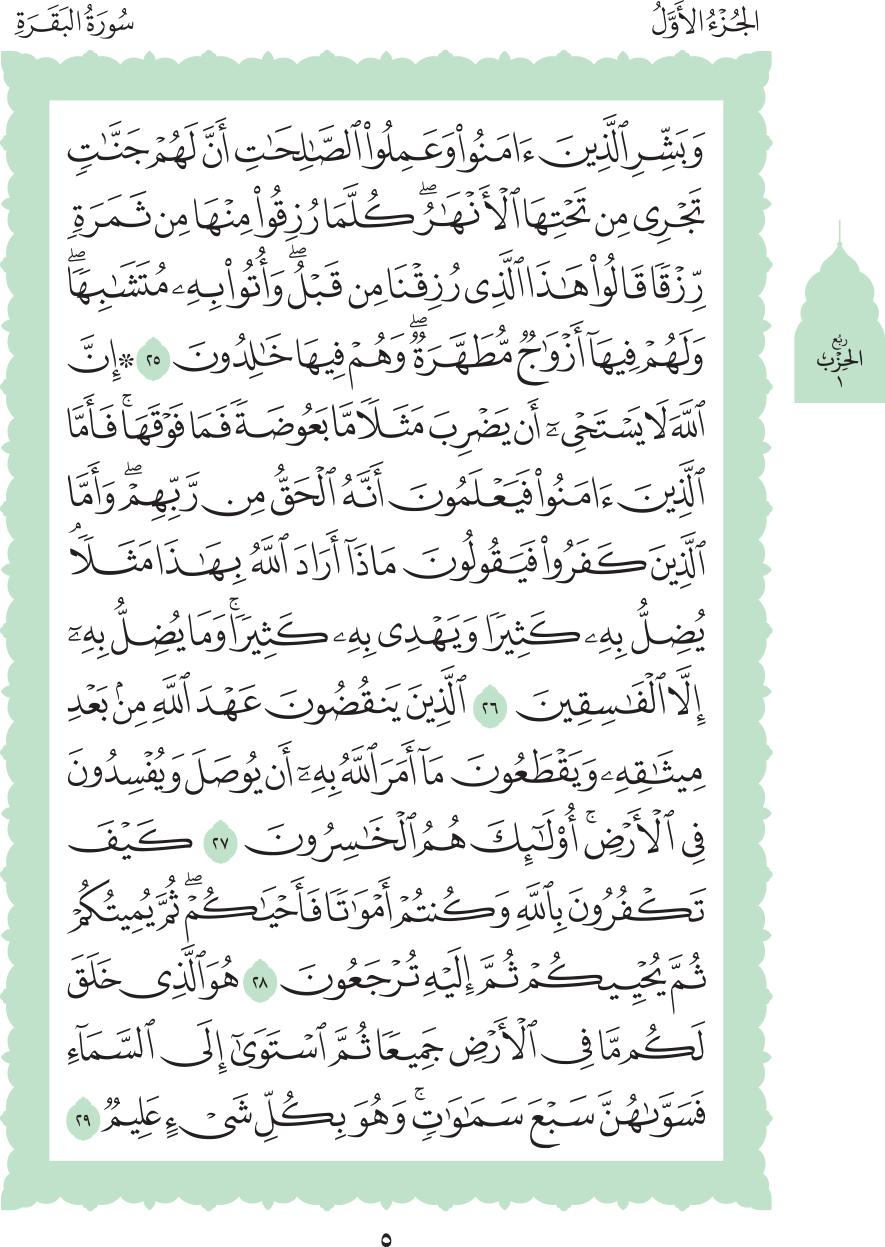 الجُزْءُ الأَوَّلُ
سُورَةُ البَقَرَةِ
وَبَشِّرِ ٱلَّذِينَ ءَامَنُواْ وَعَمِلُواْ ٱلصَّٰلِحَٰتِ أَنَّ لَهُمۡ جَنَّٰتٖ
تَجۡرِي مِن تَحۡتِهَا ٱلۡأَنۡهَٰرُۖ كُلَّمَا رُزِقُواْ مِنۡهَا مِن ثَمَرَةٖ
رِّزۡقٗا قَالُواْ هَٰذَا ٱلَّذِي رُزِقۡنَا مِن قَبۡلُۖ وَأُتُواْ بِهِۦ مُتَشَٰبِهٗاۖ
وَلَهُمۡ فِيهَآ أَزۡوَٰجٞ مُّطَهَّرَةٞۖ وَهُمۡ فِيهَا خَٰلِدُونَ ٢٥ ۞ إِنَّ
ٱللَّهَ لَا يَسۡتَحۡيِۦٓ أَن يَضۡرِبَ مَثَلٗا مَّا بَعُوضَةٗ فَمَا فَوۡقَهَاۚ فَأَمَّا
ٱلَّذِينَ ءَامَنُواْ فَيَعۡلَمُونَ أَنَّهُ ٱلۡحَقُّ مِن رَّبِّهِمۡۖ وَأَمَّا
ٱلَّذِينَ كَفَرُواْ فَيَقُولُونَ مَاذَآ أَرَادَ ٱللَّهُ بِهَٰذَا مَثَلٗاۘ
يُضِلُّ بِهِۦ كَثِيرٗا وَيَهۡدِي بِهِۦ كَثِيرٗاۚ وَمَا يُضِلُّ بِهِۦٓ
إِلَّا ٱلۡفَٰسِقِينَ ٢٦ ٱلَّذِينَ يَنقُضُونَ عَهۡدَ ٱللَّهِ مِنۢ بَعۡدِ
مِيثَٰقِهِۦ وَيَقۡطَعُونَ مَآ أَمَرَ ٱللَّهُ بِهِۦٓ أَن يُوصَلَ وَيُفۡسِدُونَ
فِي ٱلۡأَرۡضِۚ أُوْلَٰٓئِكَ هُمُ ٱلۡخَٰسِرُونَ ٢٧ كَيۡفَ
تَكۡفُرُونَ بِٱللَّهِ وَكُنتُمۡ أَمۡوَٰتٗا فَأَحۡيَٰكُمۡۖ ثُمَّ يُمِيتُكُمۡ
ثُمَّ يُحۡيِيكُمۡ ثُمَّ إِلَيۡهِ تُرۡجَعُونَ ٢٨ هُوَ ٱلَّذِي خَلَقَ
لَكُم مَّا فِي ٱلۡأَرۡضِ جَمِيعٗا ثُمَّ ٱسۡتَوَىٰٓ إِلَى ٱلسَّمَآءِ
فَسَوَّىٰهُنَّ سَبۡعَ سَمَٰوَٰتٖۚ وَهُوَ بِكُلِّ شَيۡءٍ عَلِيمٞ ٢٩
ربُع
الحِزْب
١
٥